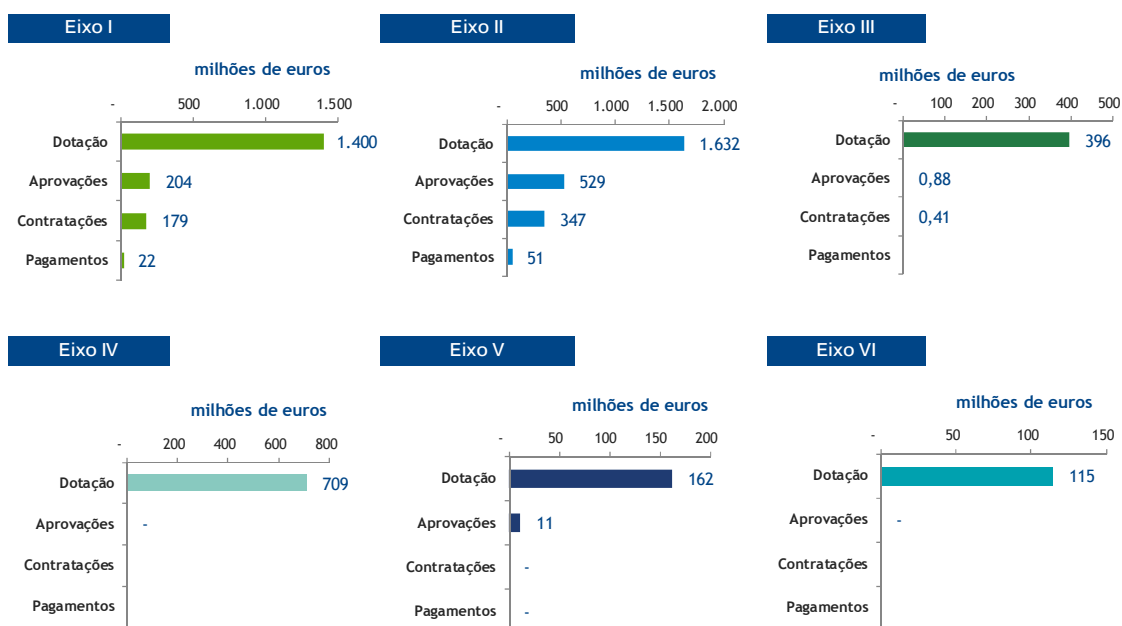 Eixo I
milhões de euros
- 500 1.000 1.500
Dotação 1.400
Aprovações 204
Contratações 179
Pagamentos 22
Eixo II
milhões de euros
- 500 1.000 1.500 2.000
Dotação 1.632
Aprovações 529
Contratações 347
Pagamentos 51
Eixo III
milhões de euros
- 100 200 300 400 500
Dotação 396
Aprovações 0,88
Contratações 0,41
Pagamentos
Eixo IV
milhões de euros
- 200 400 600 800
Dotação 709
Aprovações -
Contratações
Pagamentos
Eixo V
milhões de euros
- 50 100 150 200
Dotação 162
Aprovações 11
Contratações -
Pagamentos -
Eixo VI
milhões de euros
- 50 100 150
Dotação 115
Aprovações -
Contratações
Pagamentos